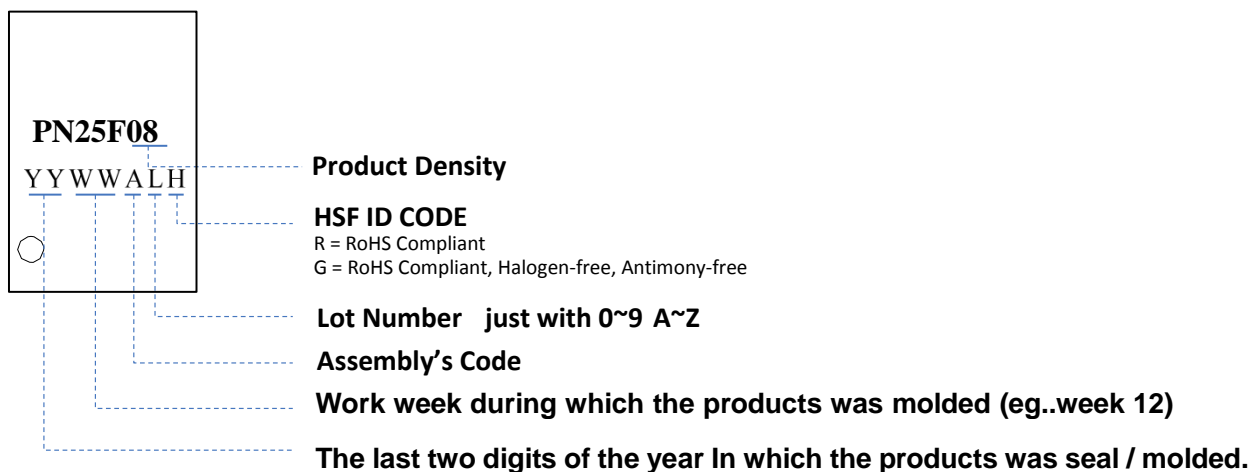 PN25F08
YYWWALH
Product Density
HSF ID CODE
R = RoHS Compliant
G = RoHS Compliant, Halogen-free, Antimony-free
Lot Number just with 0~9 A~Z
Assembly’s Code
Work week during which the products was molded (eg..week 12)
The last two digits of the year In which the products was seal / molded.